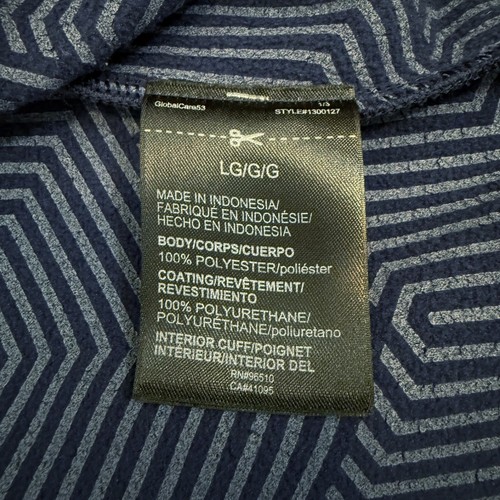 GlobalCare53
1/3
STYLE#1300127
LG/G/G
MADE IN INDONESIA/
FABRIQUÉ EN INDONÉSIE/
HECHO EN INDONESIA
BODY/CORPS/CUERPO
100% POLYESTER/poliéster
COATING/REVÊTEMENT/
REVESTIMIENTO
100% POLYURETHANE/
POLYURÉTHANE/poliuretano
INTERIOR CUFF/POIGNET
INTÉRIEUR/INTERIOR DEL
RN#96510
CA#41095